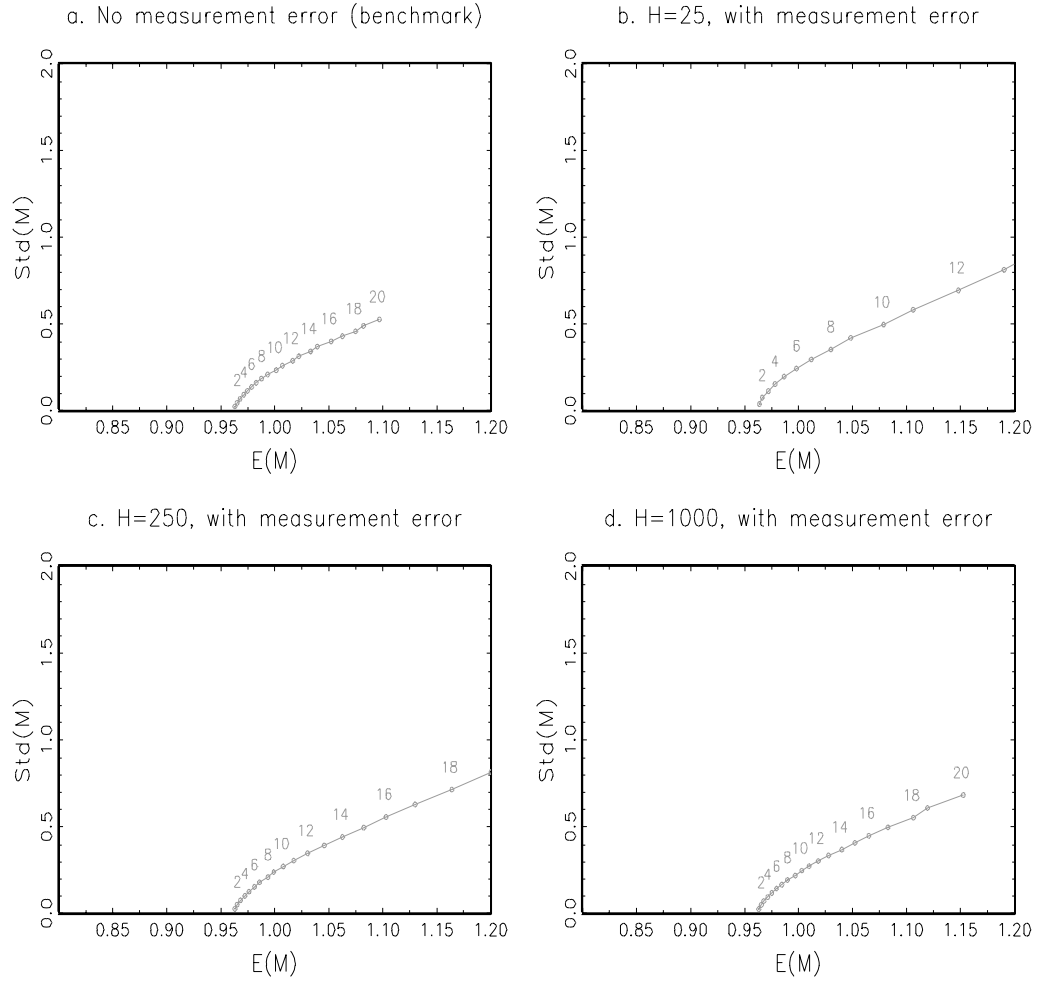 a. No measurement error (benchmark)
Std(M)
2.0
1.5
1.0
0.5
0.0
2 4 6 8 10 12 14 16 18 20
0.85 0.90 0.95 1.00 1.05 1.10 1.15 1.20
E(M)
b. H=25, with measurement error
Std(M)
2.0
1.5
1.0
0.5
0.0
2 4 6 8 10 12
0.85 0.90 0.95 1.00 1.05 1.10 1.15 1.20
E(M)
c. H=250, with measurement error
Std(M)
2.0
1.5
1.0
0.5
0.0
2 4 6 8 10 12 14 16 18
0.85 0.90 0.95 1.00 1.05 1.10 1.15 1.20
E(M)
d. H=1000, with measurement error
Std(M)
2.0
1.5
1.0
0.5
0.0
2 4 6 8 10 12 14 16 18 20
0.85 0.90 0.95 1.00 1.05 1.10 1.15 1.20
E(M)